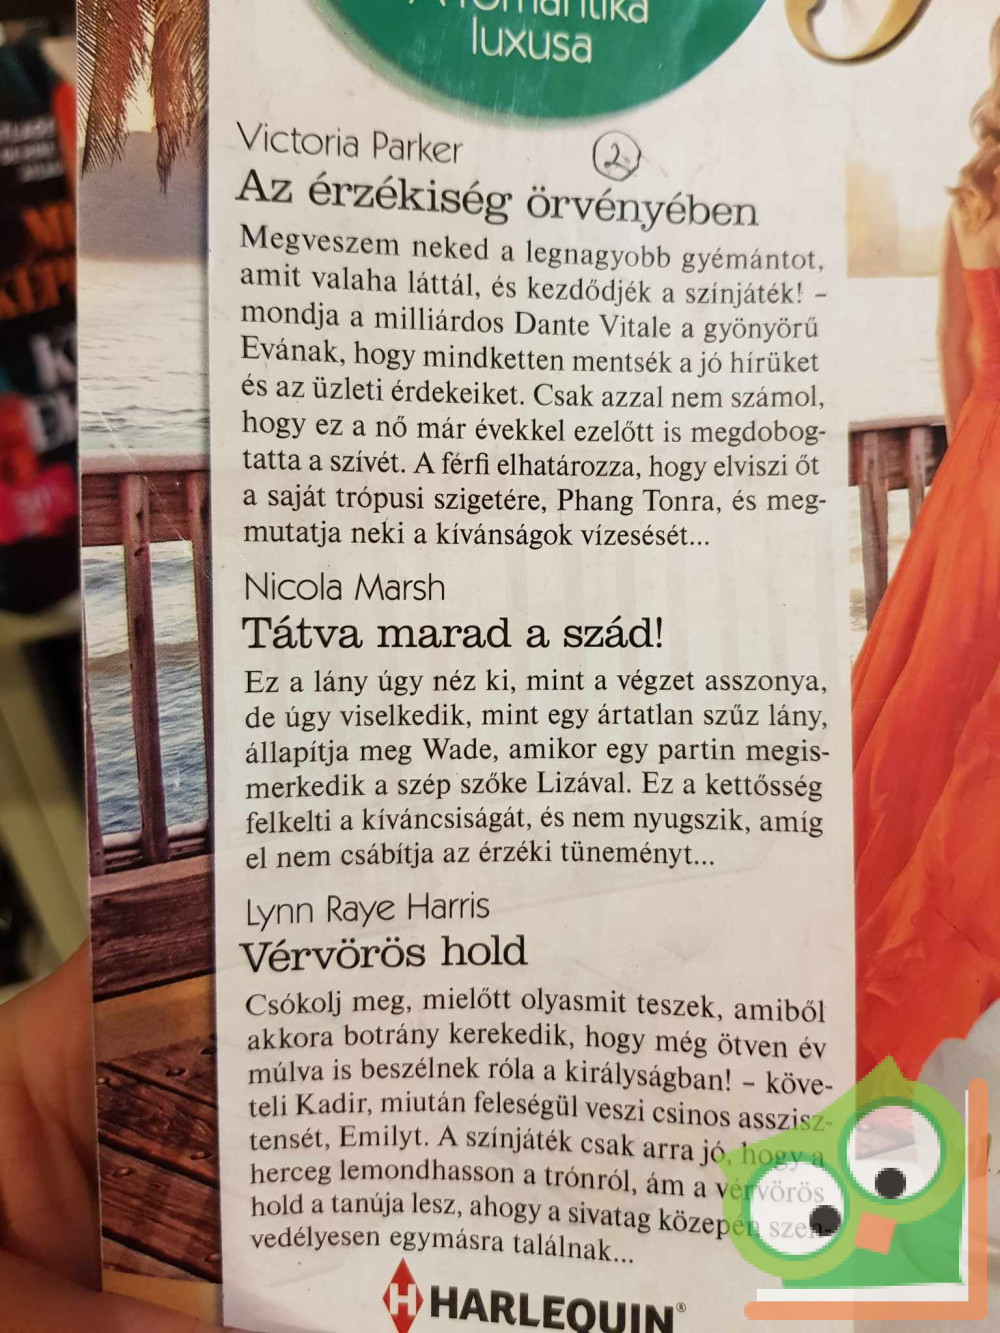 A romantika
luxusa
Victoria Parker
2
Az érzékiség örvényében
Megveszem neked a legnagyobb gyémántot,
amit valaha láttál, és kezdődjék a színjáték! –
mondja a milliárdos Dante Vitale a gyönyörű
Evának, hogy mindketten mentsék a jó hírüket
és az üzleti érdekeiket. Csak azzal nem számol,
hogy ez a nő már évekkel ezelőtt is megdobog-
tatta a szívét. A férfi elhatározza, hogy elviszi őt
a saját trópusi szigetére, Phang Tonra, és meg-
mutatja neki a kívánságok vízesését...
Nicola Marsh
Tátva marad a szád!
Ez a lány úgy néz ki, mint a végzet asszonya,
de úgy viselkedik, mint egy ártatlan szűz lány,
állapítja meg Wade, amikor egy partin megis-
merkedik a szép szőke Lizával. Ez a kettősség
felkelti a kíváncsiságát, és nem nyugszik, amíg
el nem csábítja az érzéki tüneményt...
Lynn Raye Harris
Vérvörös hold
Csókolj meg, mielőtt olyasmit teszek, amiből
akkora botrány kerekedik, hogy még ötven év
múlva is beszélnek róla a királyságban! – köve-
teli Kadir, miután feleségül veszi csinos assziszt-
tensét, Emilyt. A színjáték csak arra jó, hogy a
herceg lemondhasson a trónról, ám a vérvörös
hold a tanúja lesz, ahogy a sivatag közepén szen-
vedélyesen egymásra találnak...
H HARLEQUIN®